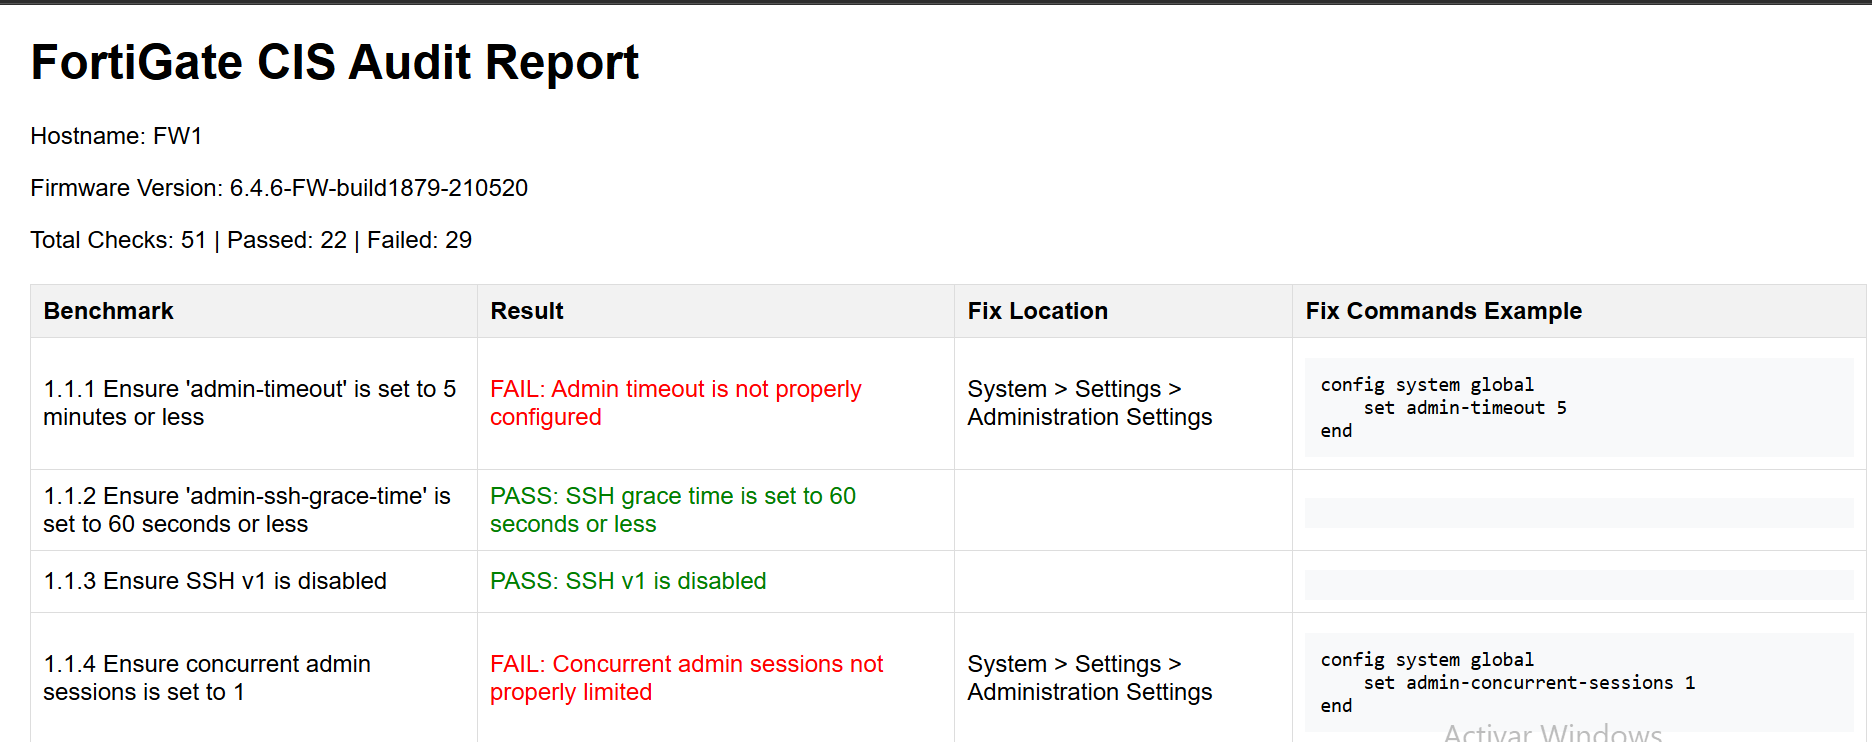 FortiGate CIS Audit Report
Hostname: FW1
Firmware Version: 6.4.6-FW-build1879-210520
Total Checks: 51 | Passed: 22 | Failed: 29
Benchmark
Result
Fix Location
Fix Commands Example
1.1.1 Ensure 'admin-timeout' is set to 5
minutes or less
FAIL: Admin timeout is not properly
configured
System > Settings >
Administration Settings
config system global
    set admin-timeout 5
end
1.1.2 Ensure 'admin-ssh-grace-time' is
set to 60 seconds or less
PASS: SSH grace time is set to 60
seconds or less
1.1.3 Ensure SSH v1 is disabled
PASS: SSH v1 is disabled
1.1.4 Ensure concurrent admin
sessions is set to 1
FAIL: Concurrent admin sessions not
properly limited
System > Settings >
Administration Settings
config system global
    set admin-concurrent-sessions 1
end
Activar Windows